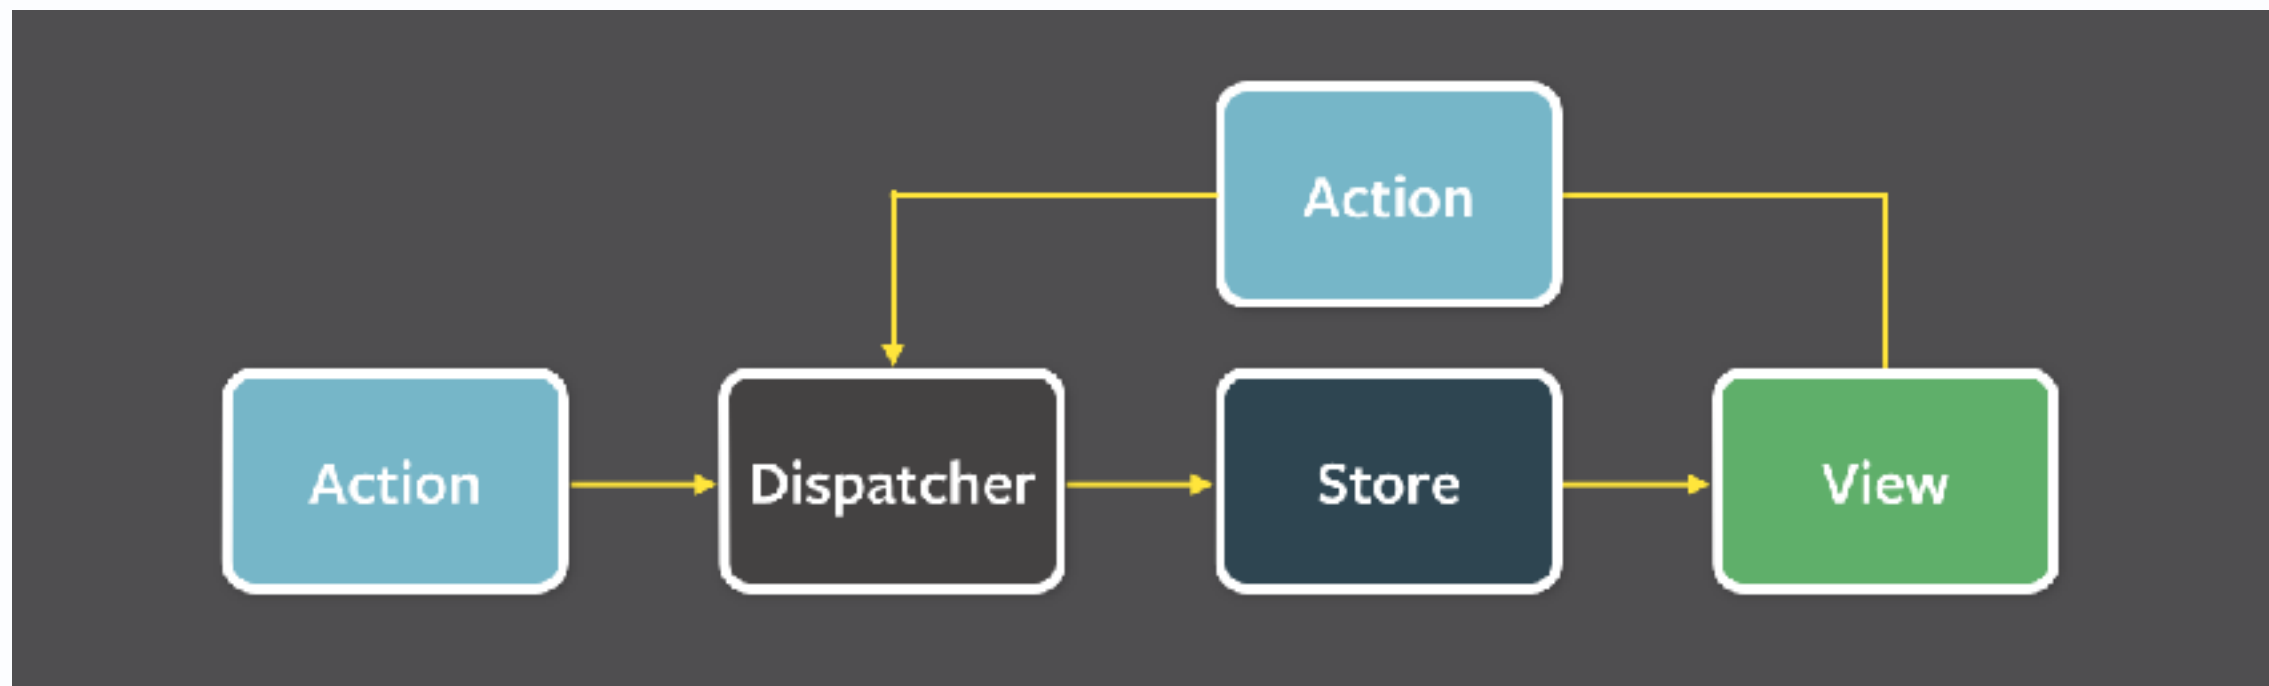 Action
Action
Dispatcher
Store
View